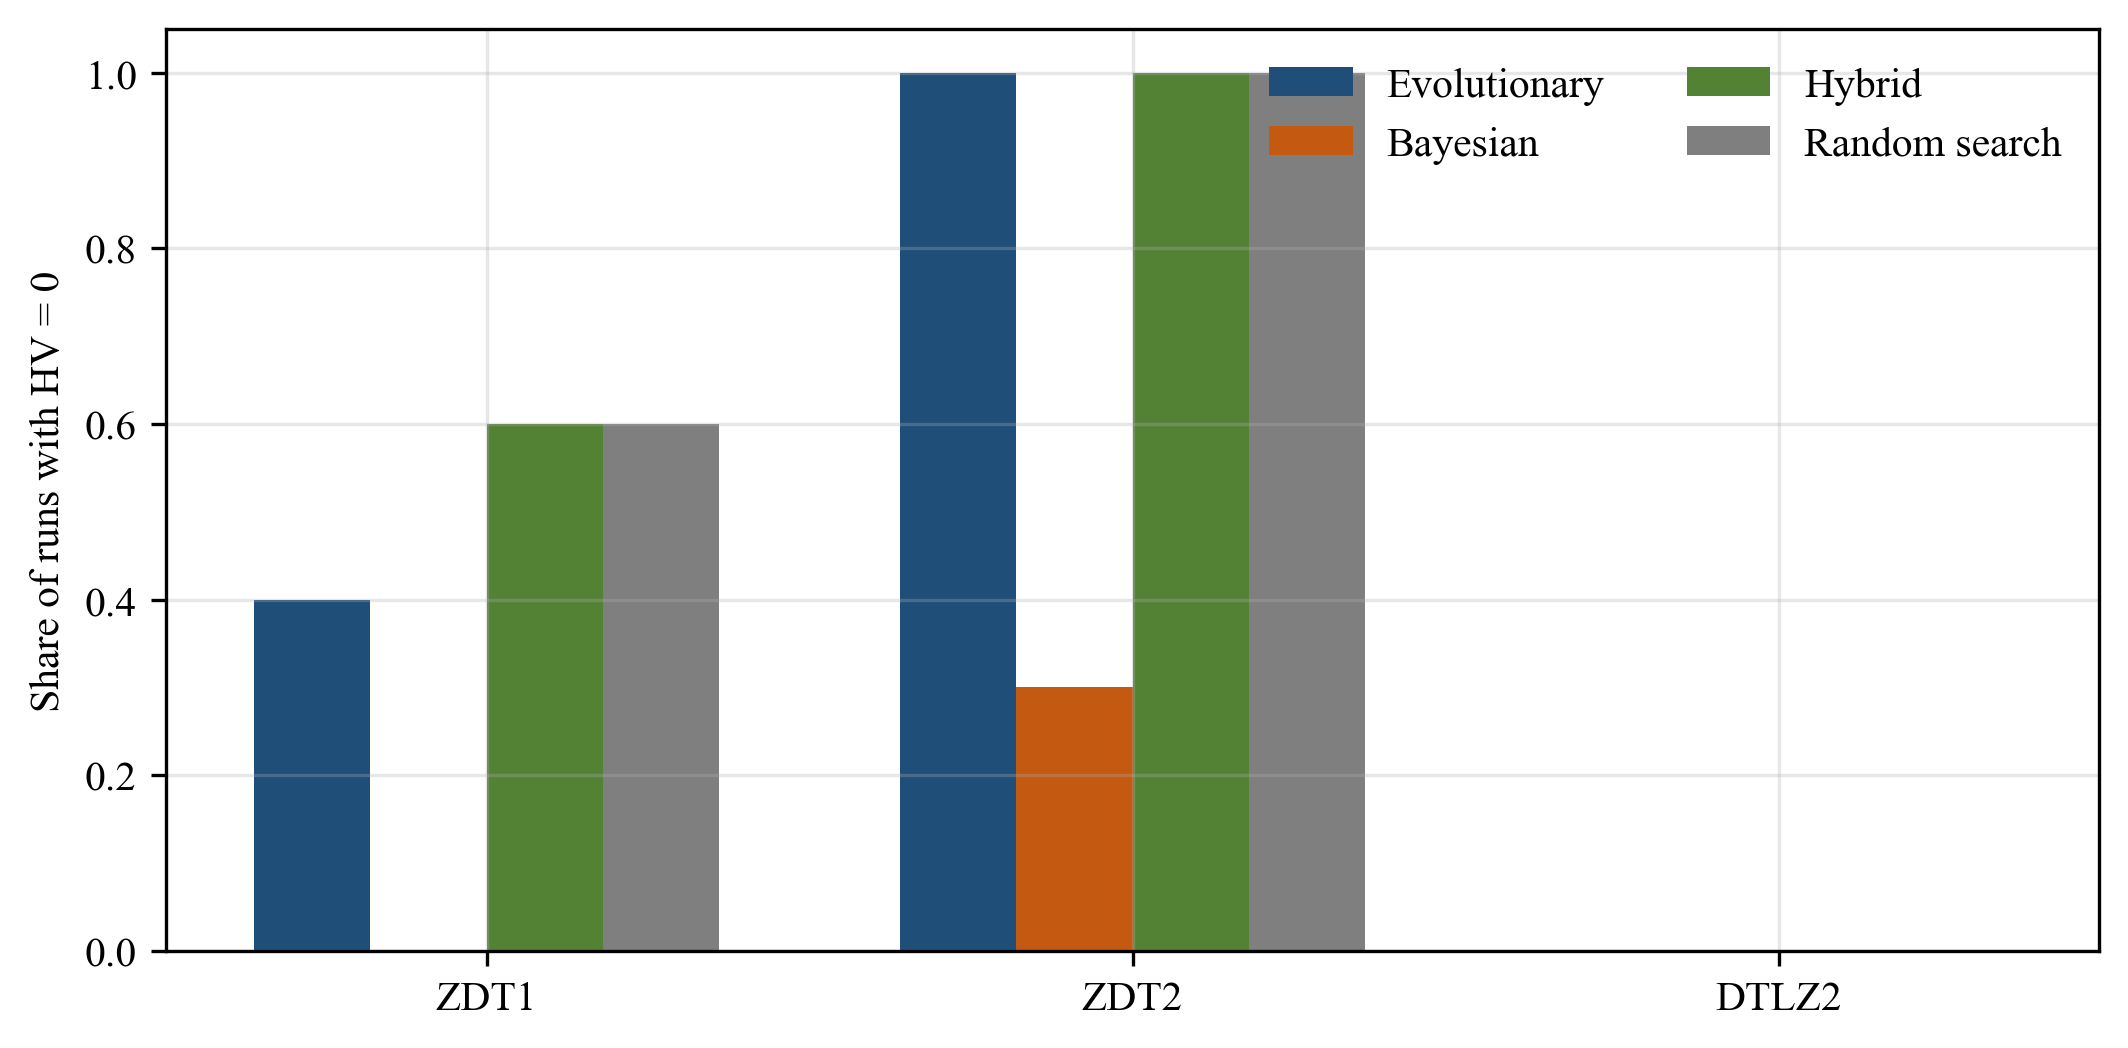 Share of runs with HV = 0
1.0
0.8
0.6
0.4
0.2
0.0
Evolutionary
Bayesian
Hybrid
Random search
ZDT1
ZDT2
DTLZ2